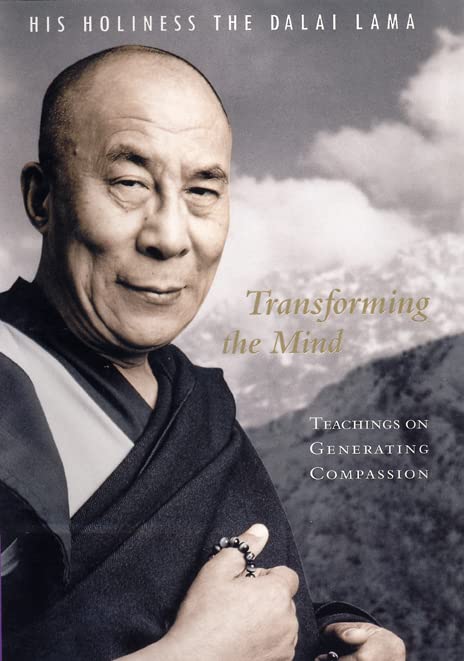 HIS HOLINESS THE DALAI LAMA
Transforming
the Mind
TEACHINGS ON
GENERATING
COMPASSION